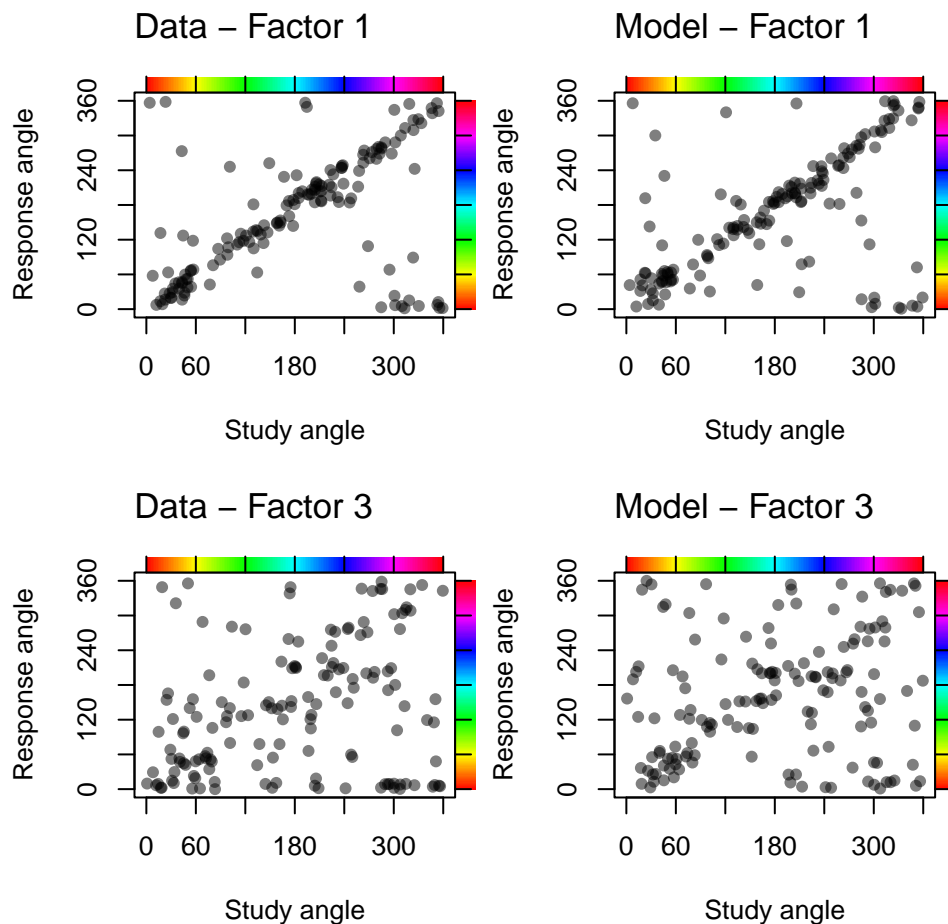 Data – Factor 1
Response angle
0 120 240 360
0 60 180 300
Study angle
Model – Factor 1
Response angle
0 120 240 360
0 60 180 300
Study angle
Data – Factor 3
Response angle
0 120 240 360
0 60 180 300
Study angle
Model – Factor 3
Response angle
0 120 240 360
0 60 180 300
Study angle